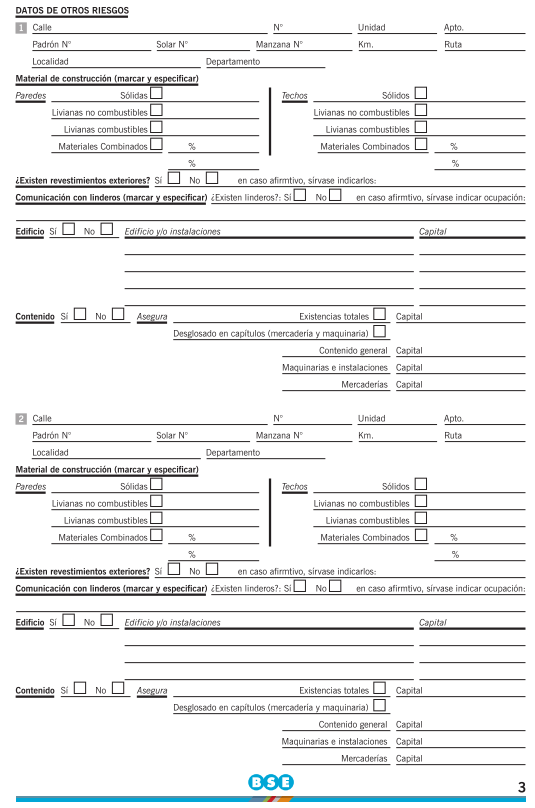 DATOS DE OTROS RIESGOS
1 Calle N° Unidad Apto.
Padrón N° Solar N° Manzana N° Km. Ruta
Localidad Departamento
Material de construcción (marcar y especificar)
Paredes Sólidas Techos Sólidos
Livianas no combustibles Livianas no combustibles
Livianas combustibles Livianas combustibles
Materiales Combinados % Materiales Combinados %
% %
¿Existen revestimientos exteriores? Sí No en caso afirmtivo, sírvase indicarlos:
Comunicación con linderos (marcar y especificar) ¿Existen linderos?: Sí No en caso afirmtivo, sírvase indicar ocupación:
Edificio Sí No Edificio y/o instalaciones Capital
Contenido Sí No Asegura Existencias totales Capital
Desglosado en capítulos (mercadería y maquinaria)
Contenido general Capital
Maquinarias e instalaciones Capital
Mercaderías Capital
2 Calle N° Unidad Apto.
Padrón N° Solar N° Manzana N° Km. Ruta
Localidad Departamento
Material de construcción (marcar y especificar)
Paredes Sólidas Techos Sólidos
Livianas no combustibles Livianas no combustibles
Livianas combustibles Livianas combustibles
Materiales Combinados % Materiales Combinados %
% %
¿Existen revestimientos exteriores? Sí No en caso afirmtivo, sírvase indicarlos:
Comunicación con linderos (marcar y especificar) ¿Existen linderos?: Sí No en caso afirmtivo, sírvase indicar ocupación:
Edificio Sí No Edificio y/o instalaciones Capital
Contenido Sí No Asegura Existencias totales Capital
Desglosado en capítulos (mercadería y maquinaria)
Contenido general Capital
Maquinarias e instalaciones Capital
Mercaderías Capital
BSE
3